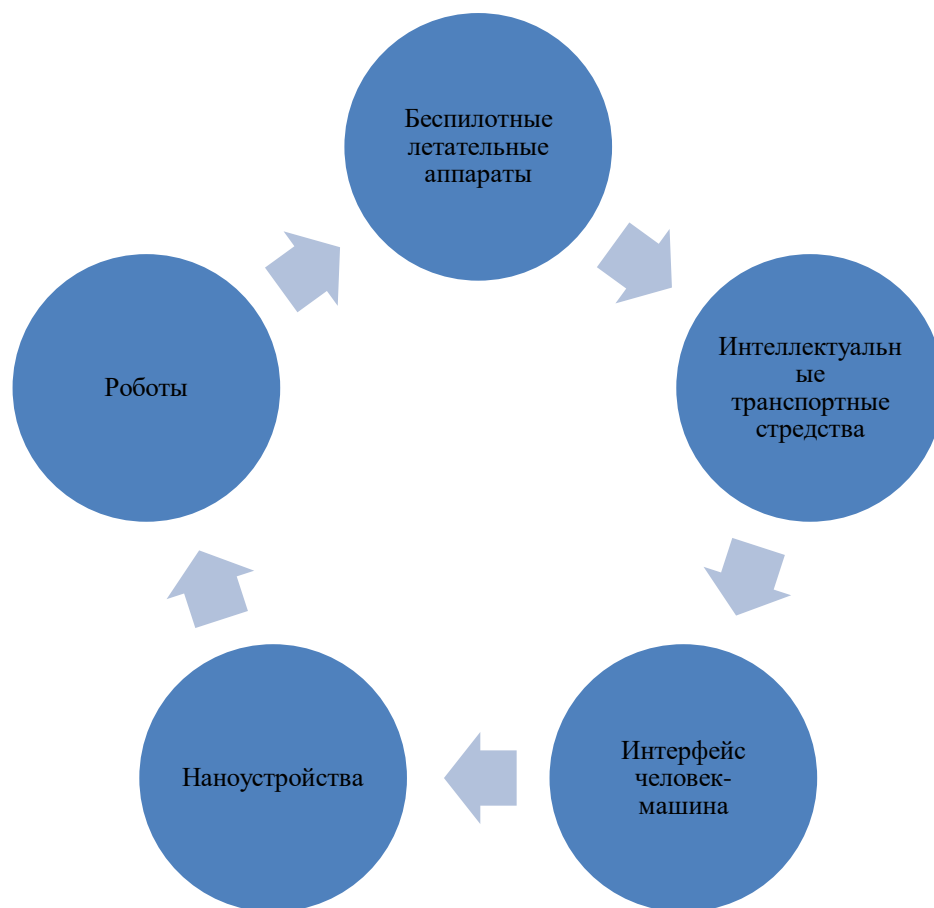 Беспилотные
летательные
аппараты
Интеллектуальн
ые
транспортные
стредства
Интерфейс
человек-
машина
Наноустройства
Роботы